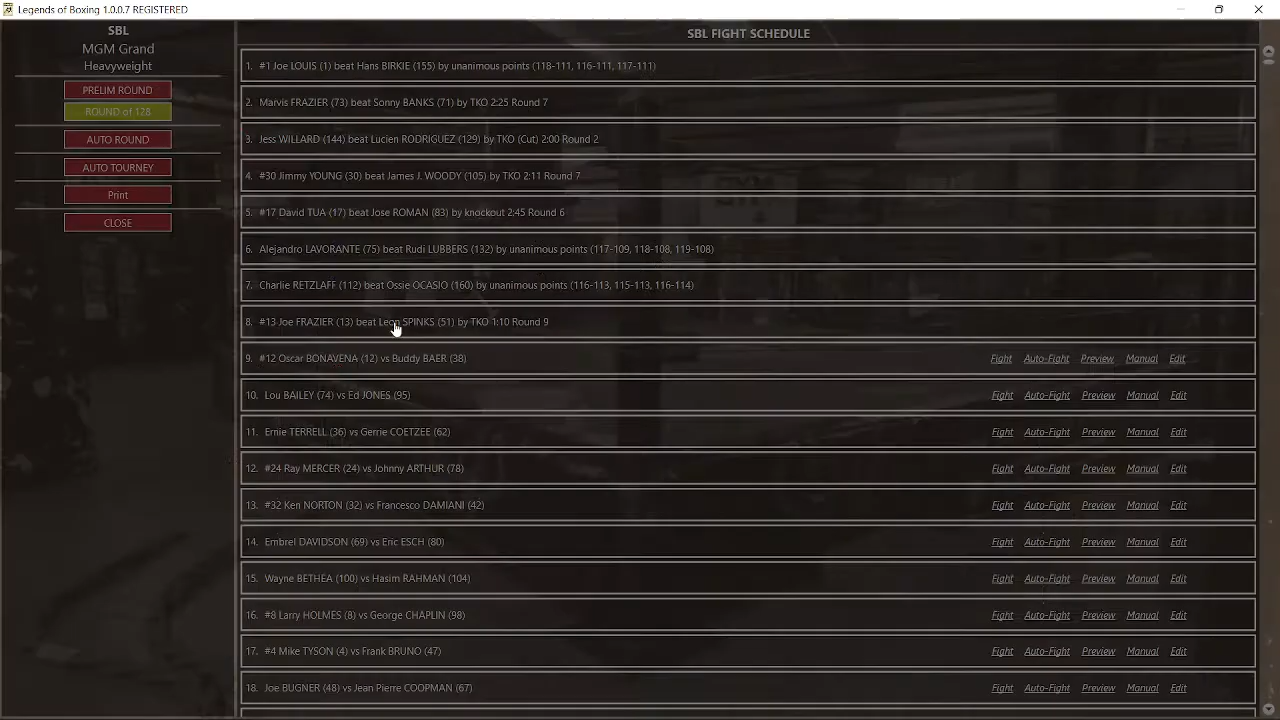 Legends of Boxing 1.0.0.7 REGISTERED
SBL
MGM Grand
Heavyweight
PRELIM ROUND
ROUND of 128
AUTO ROUND
AUTO TOURNEY
Print
CLOSE
SBL FIGHT SCHEDULE
1. #1 Joe LOUIS (1) beat Hans BIRKIE (155) by unanimous points (118-111, 116-111, 117-111)
2. Marvis FRAZIER (73) beat Sonny BANKS (71) by TKO 2:25 Round 7
3. Jess WILLARD (144) beat Lucien RODRIGUEZ (129) by TKO (Cut) 2:00 Round 2
4. #30 Jimmy YOUNG (30) beat James J. WOODY (105) by TKO 2:11 Round 7
5. #17 David TUA (17) beat Jose ROMAN (83) by knockout 2:45 Round 6
6. Alejandro LAVORANTE (75) beat Rudi LUBBERS (132) by unanimous points (117-109, 118-108, 119-108)
7. Charlie RETZLAFF (112) beat Ossie OCASIO (160) by unanimous points (116-113, 115-113, 116-114)
8. #13 Joe FRAZIER (13) beat Leon SPINKS (51) by TKO 1:10 Round 9
9. #12 Oscar BONAVENA (12) vs Buddy BAER (38) Fight Auto-Fight Preview Manual Edit
10. Lou BAILEY (74) vs Ed JONES (95) Fight Auto-Fight Preview Manual Edit
11. Ernie TERRELL (36) vs Gerrie COETZEE (62) Fight Auto-Fight Preview Manual Edit
12. #24 Ray MERCER (24) vs Johnny ARTHUR (78) Fight Auto-Fight Preview Manual Edit
13. #32 Ken NORTON (32) vs Francesco DAMIANI (42) Fight Auto-Fight Preview Manual Edit
14. Embrel DAVIDSON (69) vs Eric ESCH (80) Fight Auto-Fight Preview Manual Edit
15. Wayne BETHEA (100) vs Hasim RAHMAN (104) Fight Auto-Fight Preview Manual Edit
16. #8 Larry HOLMES (8) vs George CHAPLIN (98) Fight Auto-Fight Preview Manual Edit
17. #4 Mike TYSON (4) vs Frank BRUNO (47) Fight Auto-Fight Preview Manual Edit
18. Joe BUGNER (48) vs Jean Pierre COOPMAN (67) Fight Auto-Fight Preview Manual Edit